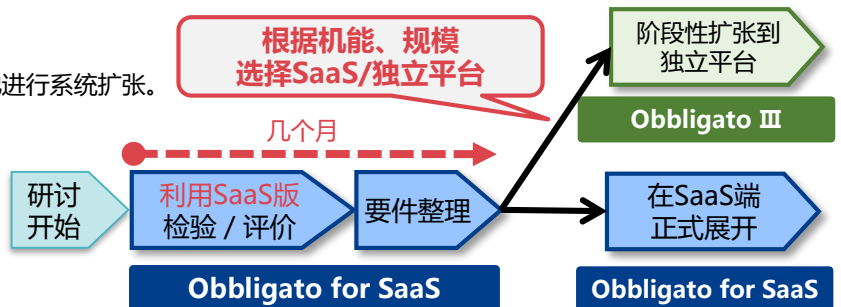 根据机能、规模
选择SaaS/独立平台
阶段性扩张到
独立平台
进行系统扩张。
Obbligato Ⅲ
几个月
研讨
开始
利用SaaS版
检验 / 评价
要件整理
在SaaS端
正式展开
Obbligato for SaaS
Obbligato for SaaS